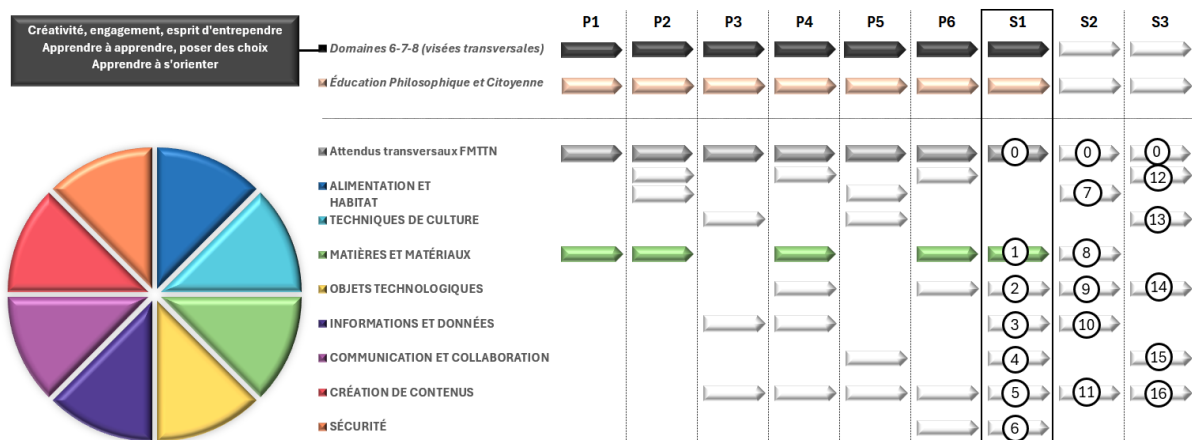 Créativité, engagement, esprit d'entrependre
Apprendre à apprendre, poser des choix
Apprendre à s'orienter
P1 P2 P3 P4 P5 P6 S1 S2 S3
Domaines 6-7-8 (visées transversales)
Éducation Philosophique et Citoyenne
Attendus transversaux FMTTN 0 0 0
12
ALIMENTATION ET
HABITAT 7
TECHNIQUES DE CULTURE 13
MATIÈRES ET MATÉRIAUX 1 8
OBJETS TECHNOLOGIQUES 2 9 14
INFORMATIONS ET DONNÉES 3 10
COMMUNICATION ET COLLABORATION 4 15
CRÉATION DE CONTENUS 5 11 16
SÉCURITÉ 6